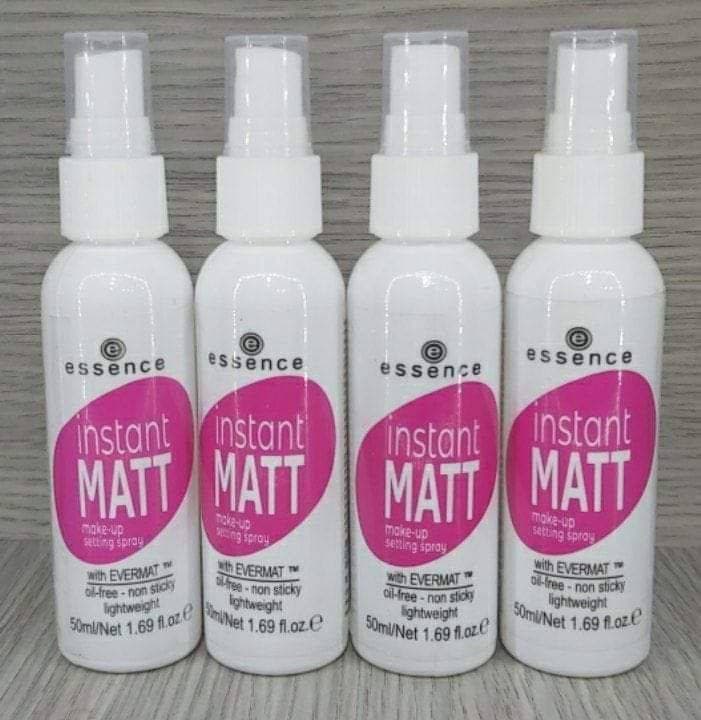 e
essence
instant
MATT
make-up
setting spray
with EVERMAT ™
oil-free - non sticky
lightweight
50ml/Net 1.69 fl.oz.℮
e
essence
instant
MATT
make-up
setting spray
with EVERMAT ™
oil-free - non sticky
lightweight
50ml/Net 1.69 fl.oz.℮
e
essence
instant
MATT
make-up
setting spray
with EVERMAT ™
oil-free - non sticky
lightweight
50ml/Net 1.69 fl.oz.℮
e
essence
instant
MATT
make-up
setting spray
with EVERMAT ™
oil-free - non sticky
lightweight
50ml/Net 1.69 fl.oz.℮